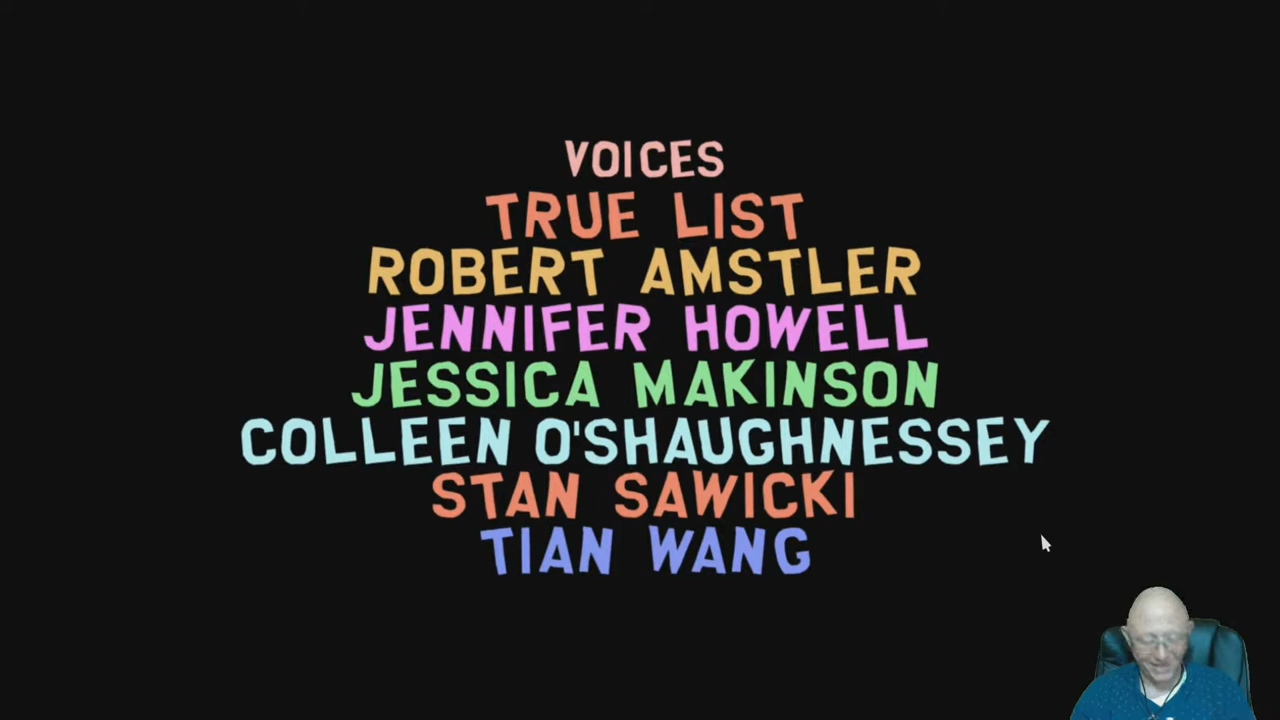 VOICES
TRUE LIST
ROBERT AMSTLER
JENNIFER HOWELL
JESSICA MAKINSON
COLLEEN O'SHAUGHNESSEY
STAN SAWICKI
TIAN WANG